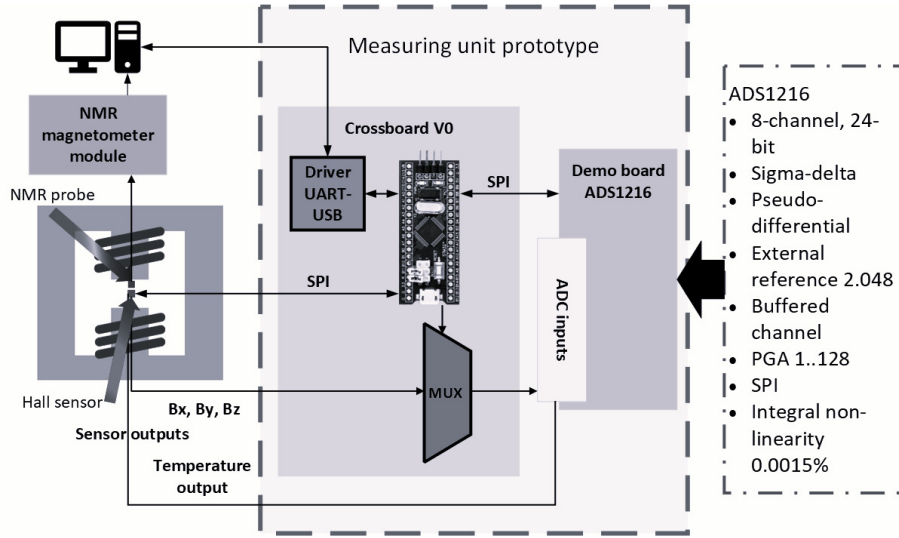 Measuring unit prototype
NMR
magnetometer
module
NMR probe
Hall sensor
Sensor outputs
Bx, By, Bz
Temperature
output
Crossboard V0
Driver
UART-
USB
SPI
SPI
MUX
Demo board
ADS1216
ADC inputs
ADS1216
• 8-channel, 24-
bit
• Sigma-delta
• Pseudo-
differential
• External
reference 2.048
• Buffered
channel
• PGA 1..128
• SPI
• Integral non-
linearity
0.0015%